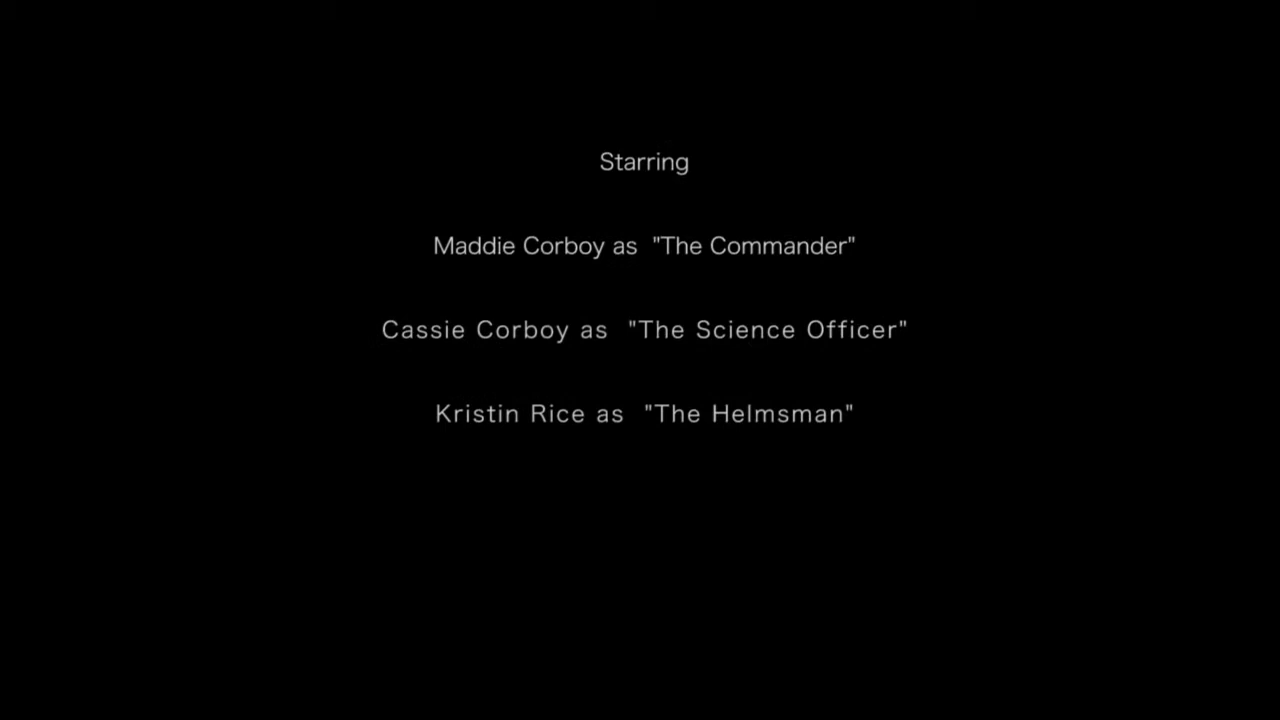 Starring
Maddie Corboy as  "The Commander"
Cassie Corboy as  "The Science Officer"
Kristin Rice as  "The Helmsman"